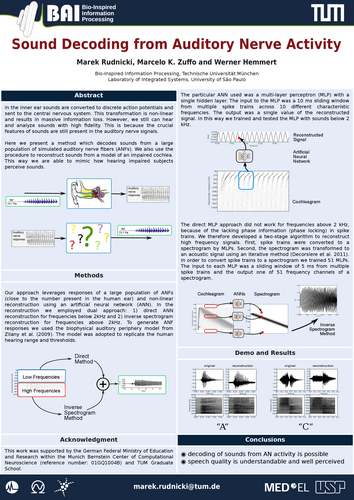 BAI Bio-Inspired
Information
Processing
TUM
Sound Decoding from Auditory Nerve Activity
Marek Rudnicki, Marcelo K. Zuffo and Werner Hemmert
Bio-Inspired Information Processing, Technische Universität München
Laboratory of Integrated Systems, University of São Paulo
Abstract
In the inner ear sounds are converted to discrete action potentials and
sent to the central nervous system. This transformation is non-linear
and results in massive information loss. However, we still can hear
and analyze sounds with high fidelity. This is because the crucial
features of sounds are still present in the auditory nerve signals.
Here we present a method which decodes sounds from a large
population of simulated auditory nerve fibers (ANFs). We also use the
procedure to reconstruct sounds from a model of an impaired cochlea.
This way we are able to mimic how hearing impaired subjects
perceive sounds.
Auditory
nerve
response
Auditory
nerve
response
? ? ?
Methods
Our approach leverages responses of a large population of ANFs
(close to the number present in the human ear) and non-linear
reconstruction using an artificial neural network (ANN). In the
reconstruction we employed dual approach: 1) direct ANN
reconstruction for frequencies below 2kHz and 2) inverse spectrogram
reconstruction for frequencies above 2kHz. To generate ANF
responses we used the biophysical auditory periphery model from
Zilany et al. (2009). The model was adopted to replicate the human
hearing range and thresholds.
Direct
Method
Low Frequencies
High Frequencies
+
Inverse
Spectrogram
Method
Acknowledgment
This work was supported by the German Federal Ministry of Education
and Research within the Munich Bernstein Center of Computational
Neuroscience (reference number: 01GQ1004B) and TUM Graduate
School.
The particular ANN used was a multi-layer perceptron (MLP) with a
single hidden layer. The input to the MLP was a 10 ms sliding window
from multiple spike trains across 10 different characteristic
frequencies. The output was a single value of the reconstructed
signal. In this way we trained and tested the MLP with sounds below 2
kHz.
Reconstructed
Signal
Artificial
Neural
Network
Cochleagram
The direct MLP approach did not work for frequencies above 2 kHz,
because of the lacking phase information (phase locking) in spike
trains. We therefore developed a two-stage algorithm to reconstruct
high frequency signals. First, spike trains were converted to a
spectrogram by MLPs. Second, the spectrogram was transformed to
an acoustic signal using an iterative method (Decorsiere et al. 2011).
In order to convert spike trains to a spectrogram we trained 51 MLPs.
The input to each MLP was a sliding window of 5 ms from multiple
spike trains and the output one of 51 frequency channels of a
spectrogram.
Cochleagram ANNs Spectrogram
Inverse
Spectrogram
Method
Demo and Results
original reconstruction original reconstruction
“A” “C”
Conclusions
decoding of sounds from AN activity is possible
speech quality is understandable and well perceived
marek.rudnicki@tum.de
MED-EL USP